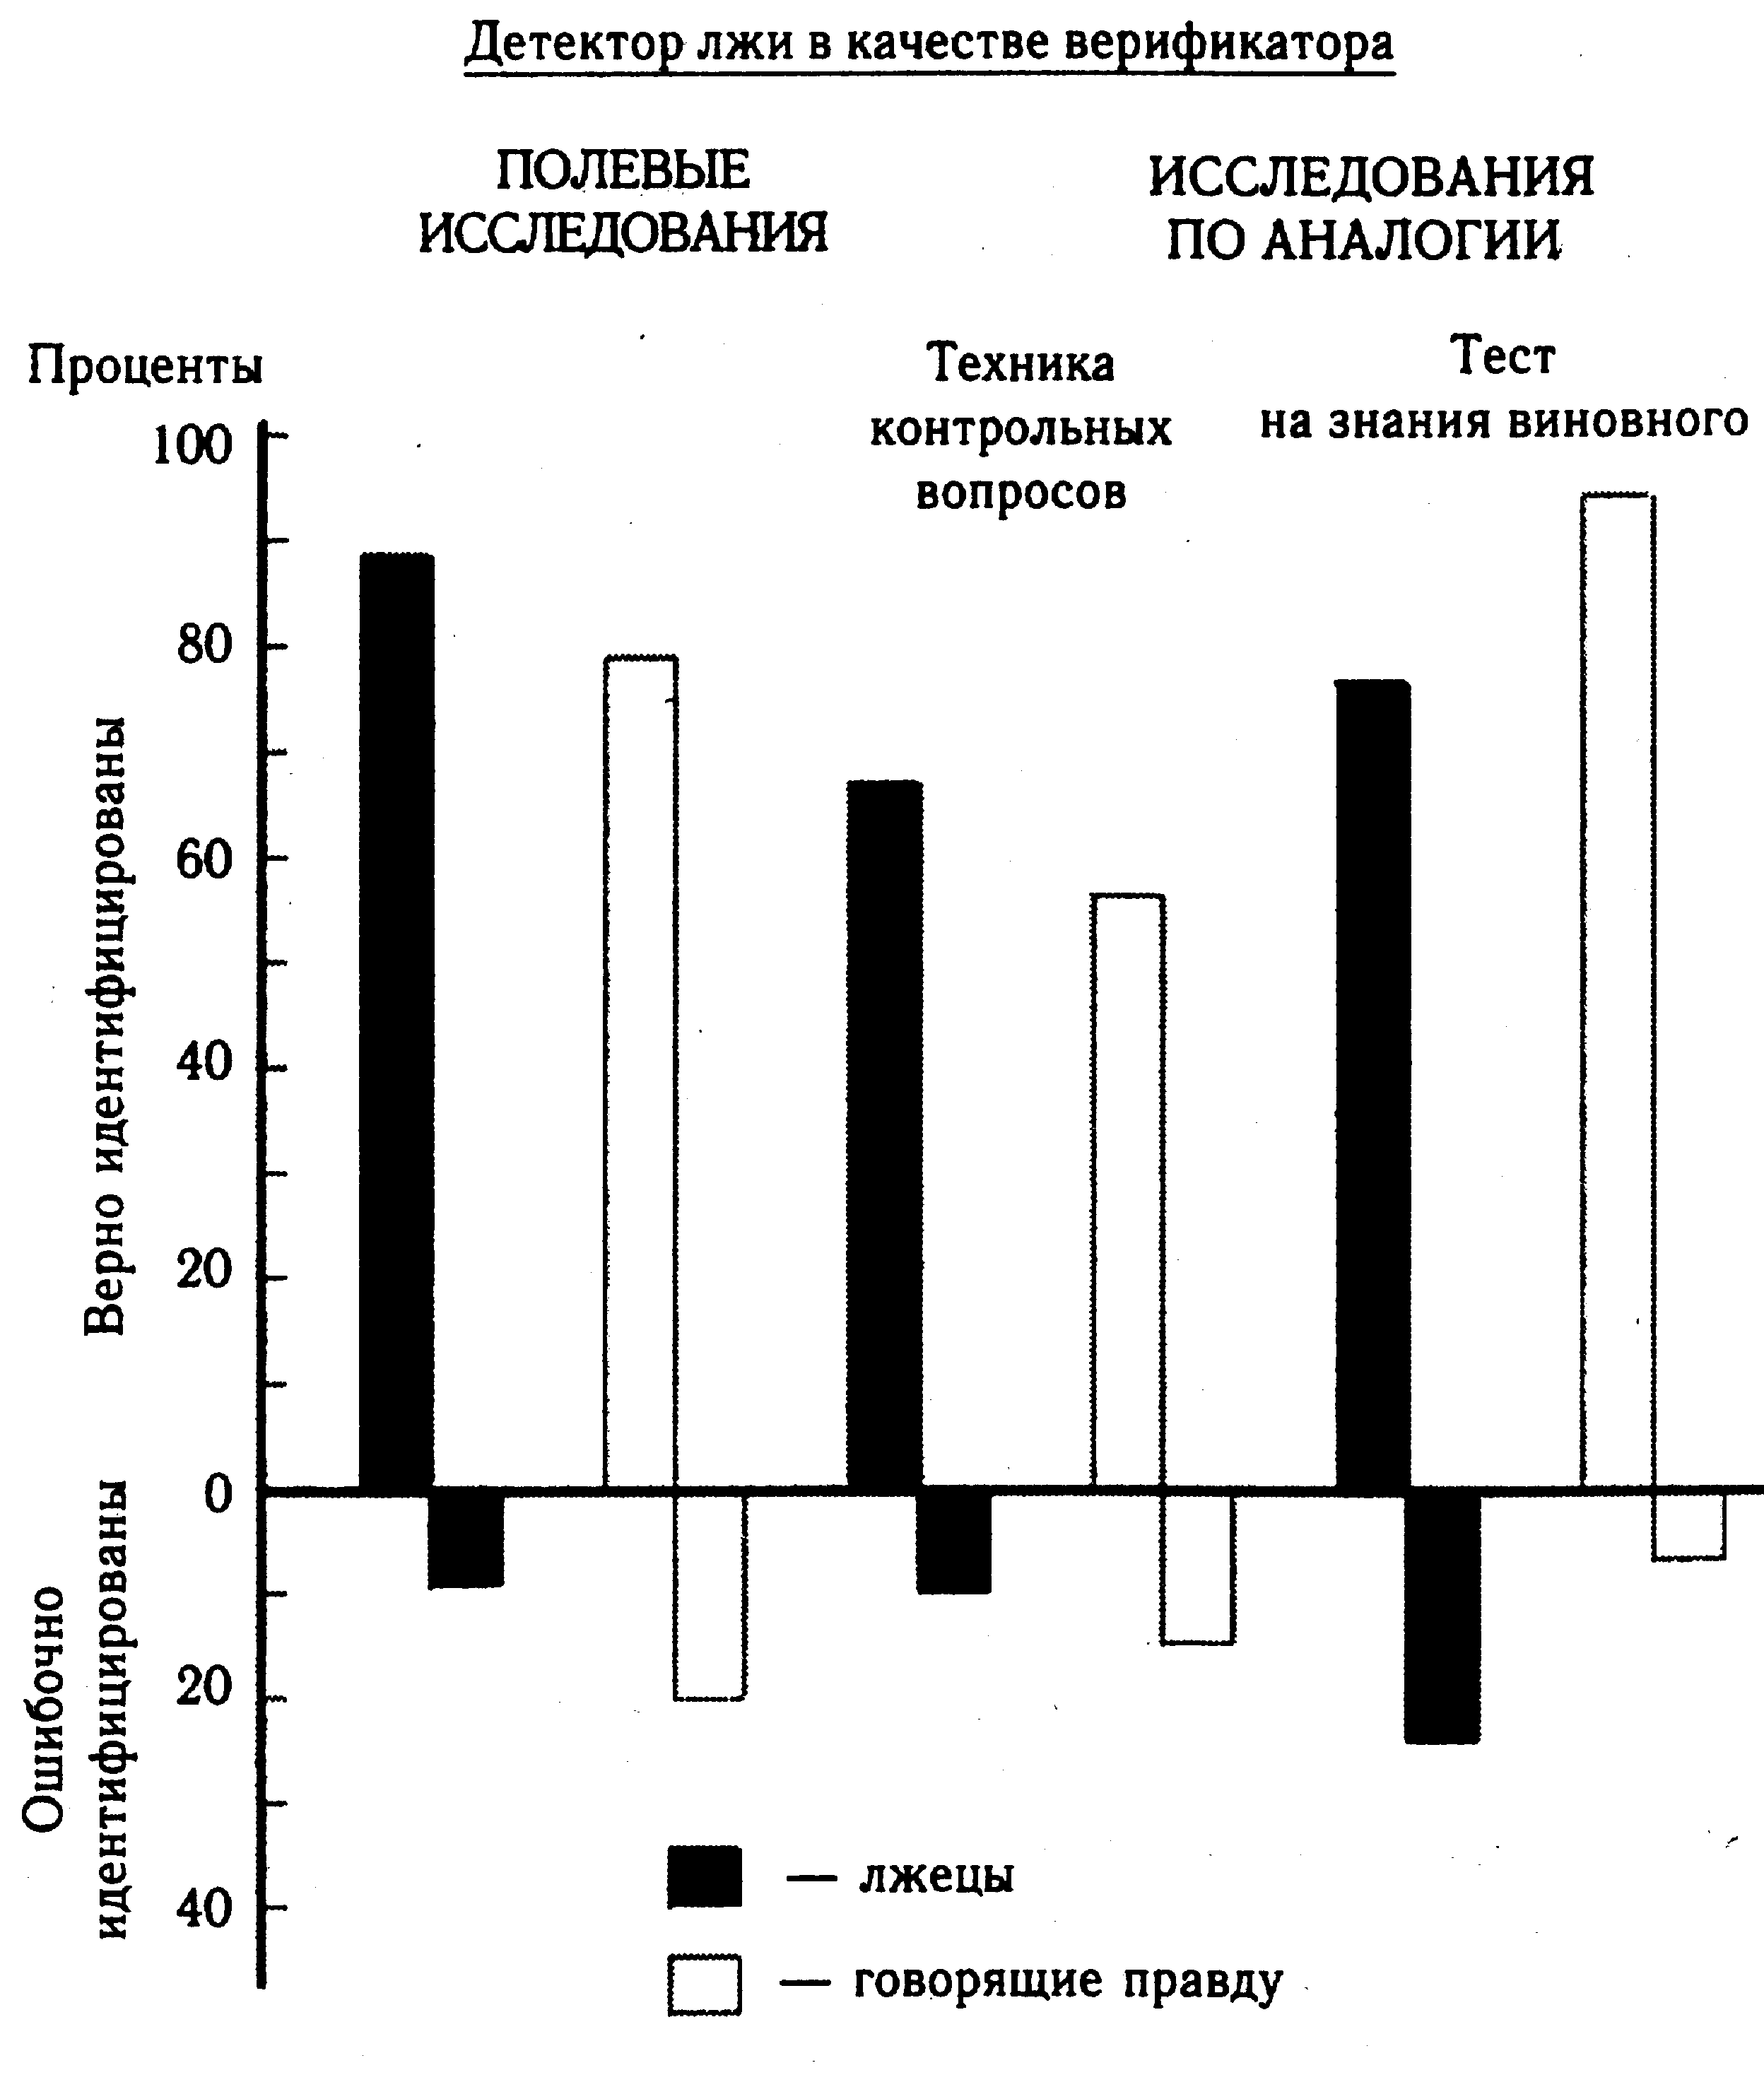 Детектор лжи в качестве верификатора
ПОЛЕВЫЕ
ИССЛЕДОВАНИЯ
ИССЛЕДОВАНИЯ
ПО АНАЛОГИИ
Проценты
Техника
контрольных
вопросов
Тест
на знания виновного
100
80
60
40
20
0
20
40
Верно идентифицированы
Ошибочно
идентифицированы
— лжецы
— говорящие правду